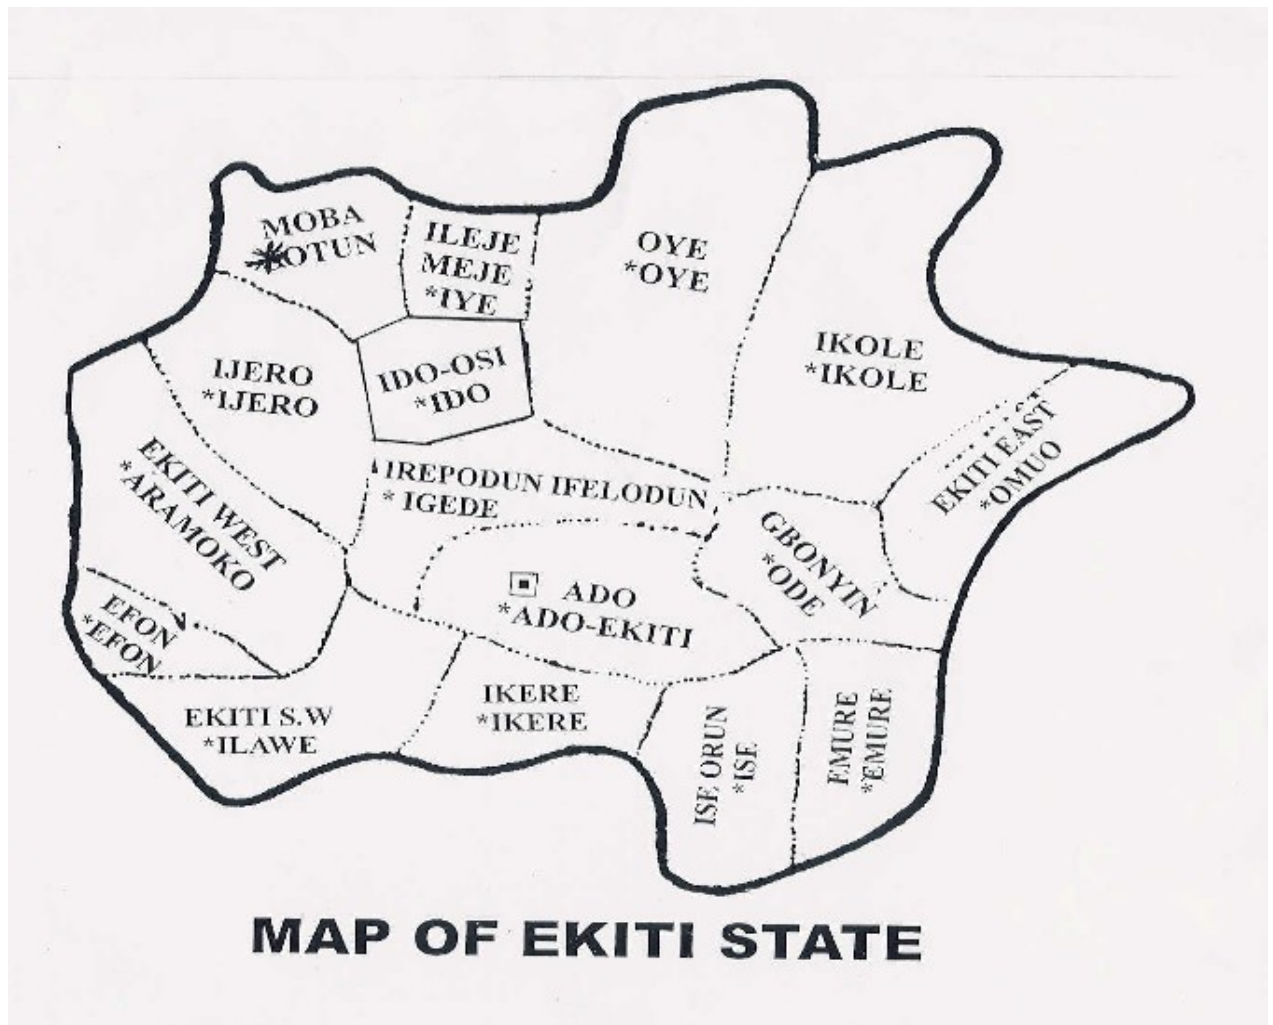 MOBA
*OTUN
ILEJE
MEJE
*IYE
OYE
*OYE
IKOLE
*IKOLE
IJERO
*IJERO
IDO-OSI
*IDO
EKITI EAST
*OMUO
EKITI WEST
*ARAMOKO
IREPODUN IFELODUN
* IGEDE
GBONYIN
*ODE
ADO
*ADO-EKITI
EFON
*EFON
EKITI S.W
*ILAWE
IKERE
*IKERE
ISE ORUN
*ISE
EMURE
*EMURE
MAP OF EKITI STATE